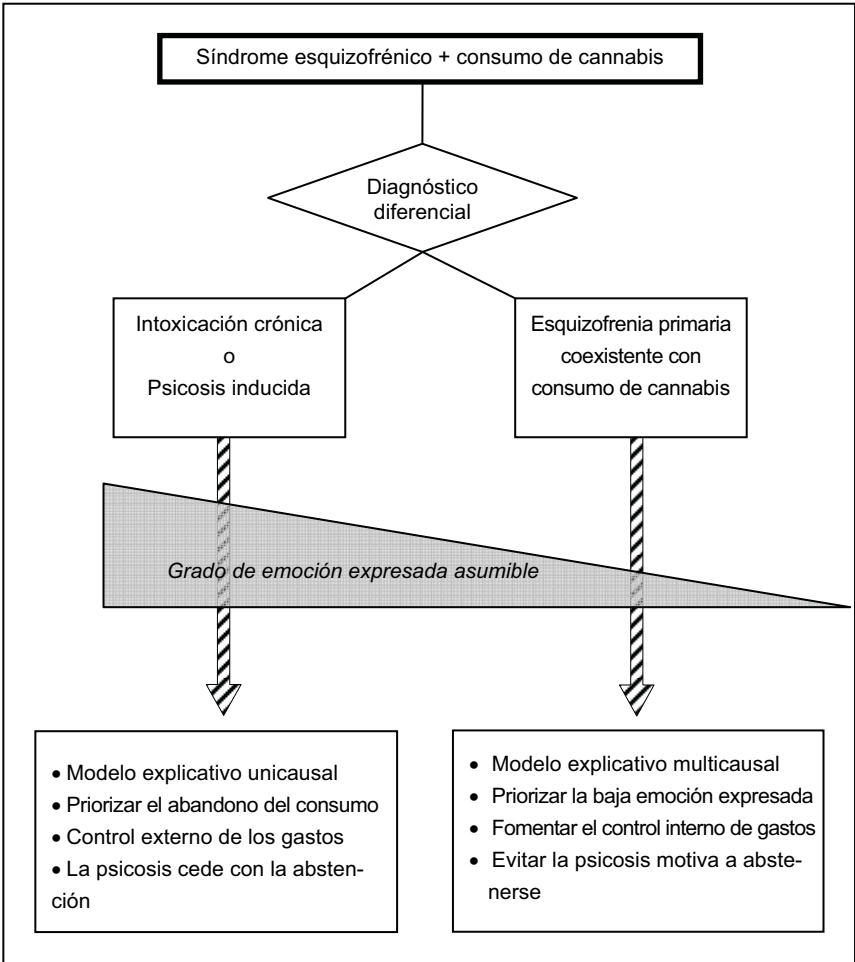 Síndrome esquizofrénico + consumo de cannabis
Diagnóstico
diferencial
Intoxicación crónica
o
Psicosis inducida
Esquizofrenia primaria
coexistente con
consumo de cannabis
Grado de emoción expresada asumible
• Modelo explicativo unicausal
• Priorizar el abandono del consumo
• Control externo de los gastos
• La psicosis cede con la absten-
ción
• Modelo explicativo multicausal
• Priorizar la baja emoción expresada
• Fomentar el control interno de gastos
• Evitar la psicosis motiva a abste-
nerse